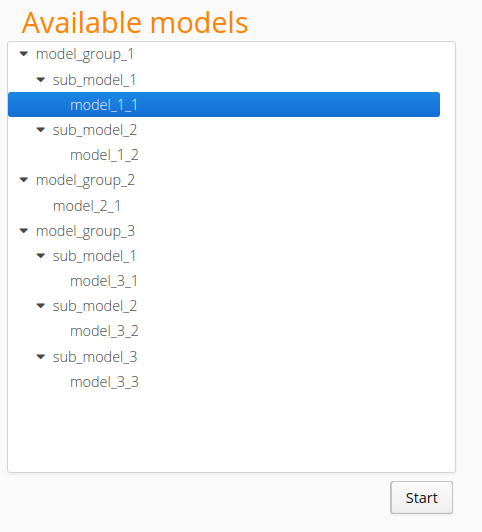 Available models
model_group_1
sub_model_1
model_1_1
sub_model_2
model_1_2
model_group_2
model_2_1
model_group_3
sub_model_1
model_3_1
sub_model_2
model_3_2
sub_model_3
model_3_3
Start